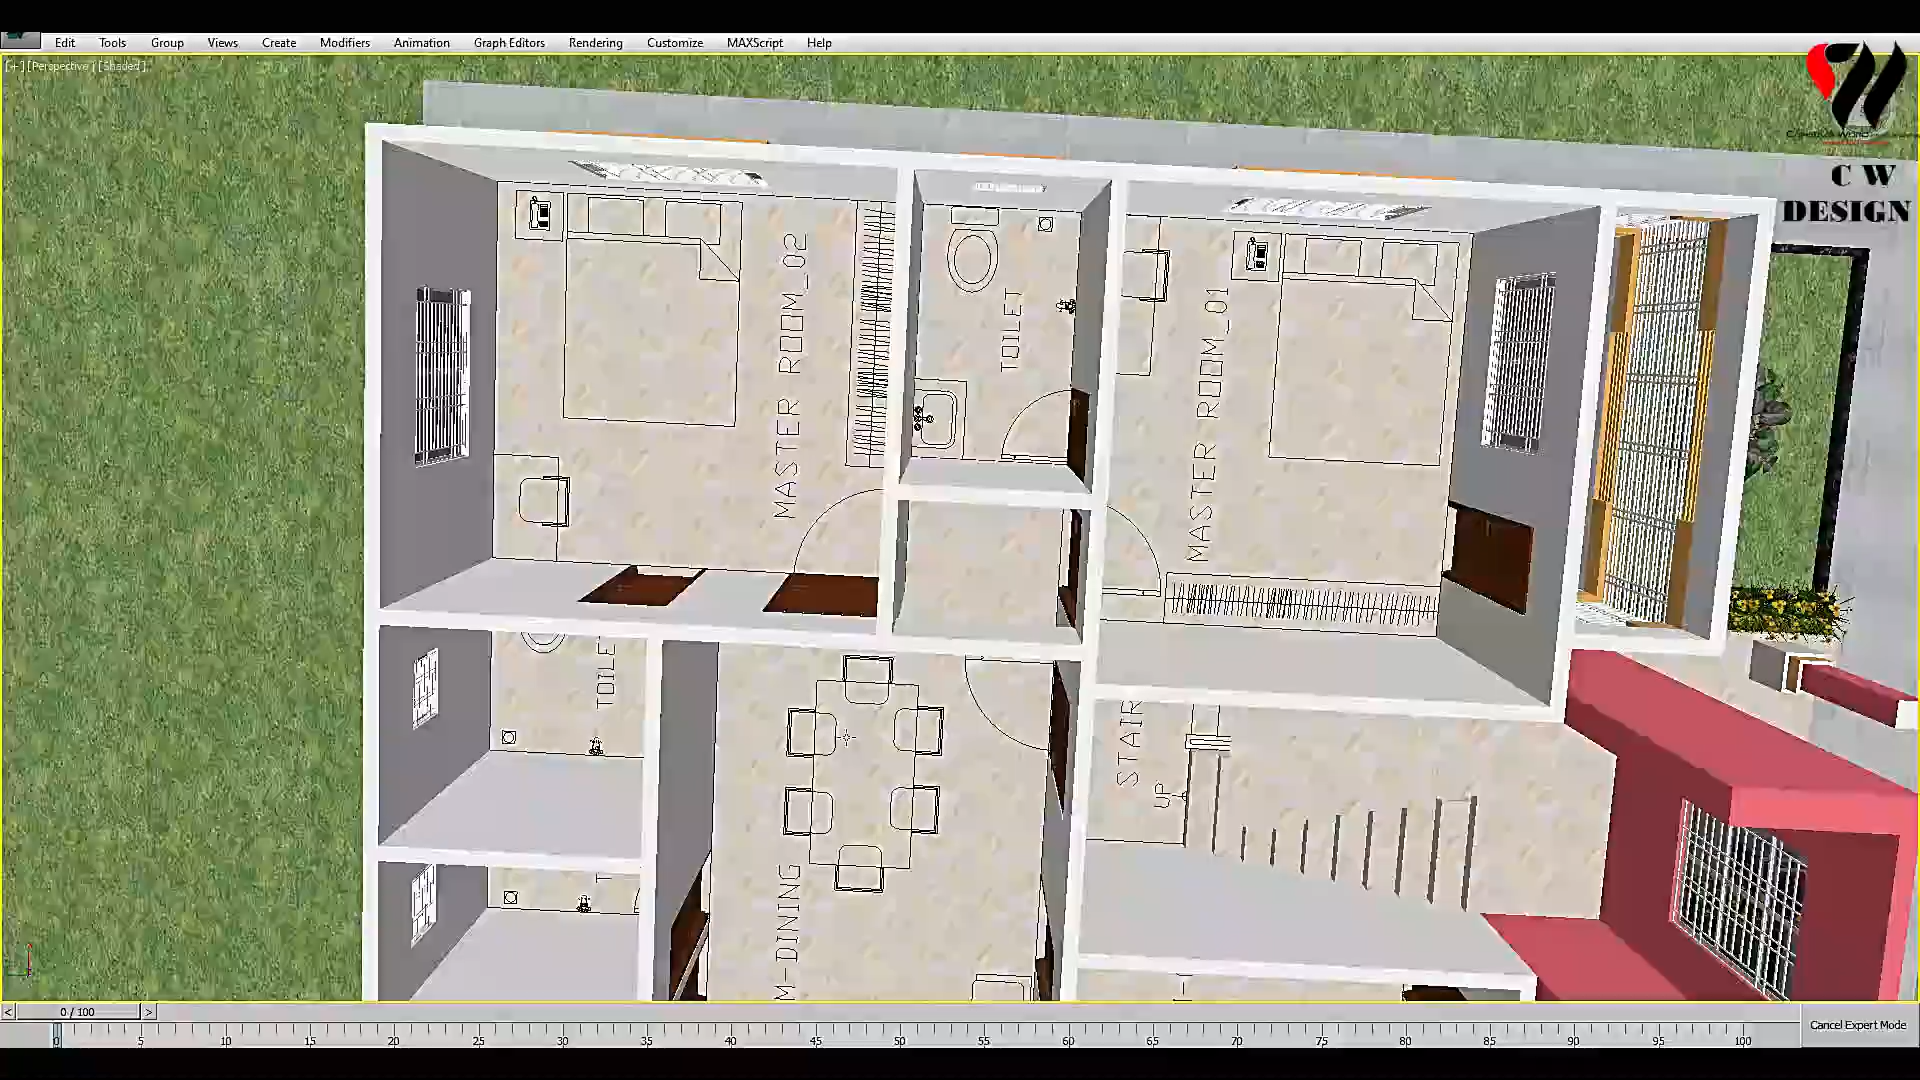 Edit Tools Group Views Create Modifiers Animation Graph Editors Rendering Customize MAXScript Help
[+] [Perspective] [Shaded]
C W
DESIGN
MASTER ROOM_02
TOILET
MASTER ROOM_01
TOILE
STAIR
UP
M-DINING
< 0 / 100 >
0 5 10 15 20 25 30 35 40 45 50 55 60 65 70 75 80 85 90 95 100
Cancel Expert Mode